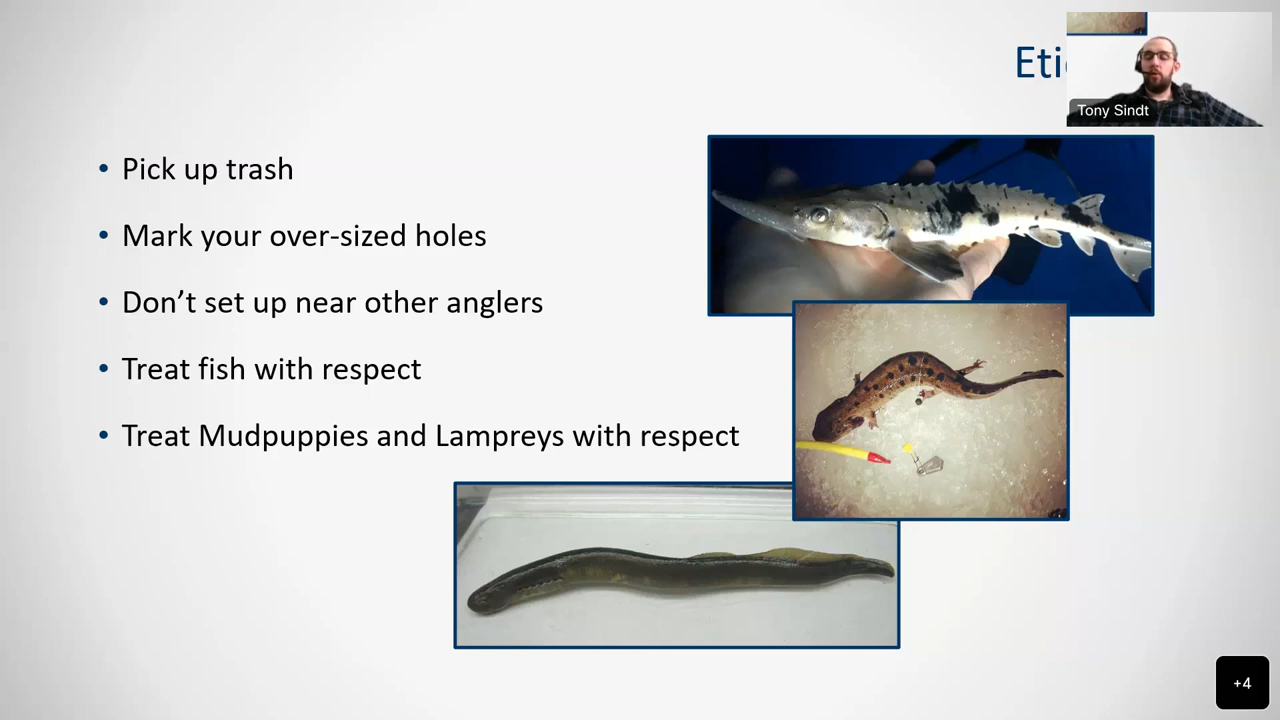 Tony Sindt
• Pick up trash
• Mark your over-sized holes
• Don’t set up near other anglers
• Treat fish with respect
• Treat Mudpuppies and Lampreys with respect
+4